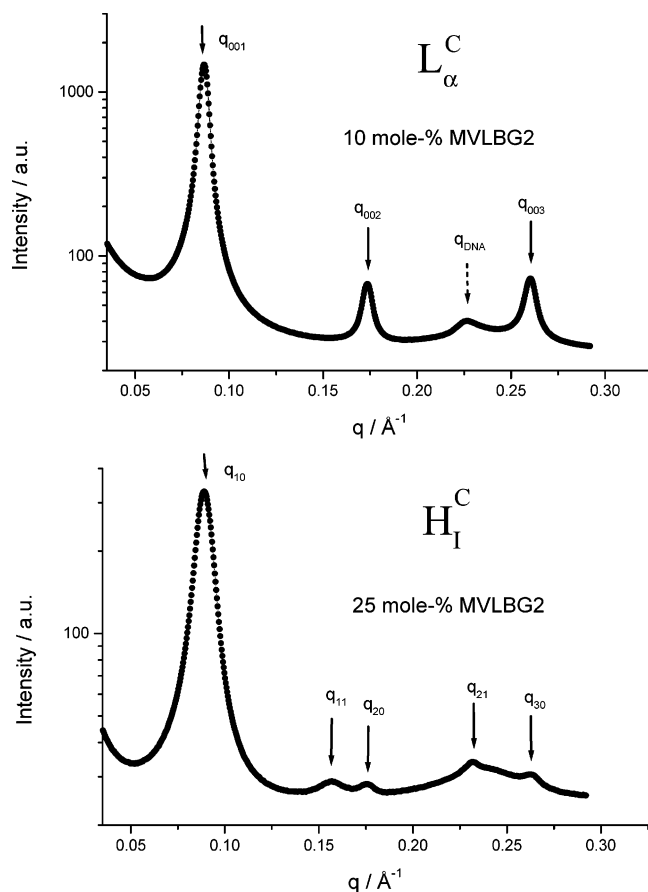 q001
LαC
1000
10 mole-% MVLBG2
Intensity / a.u.
q002
qDNA
q003
100
0.05 0.10 0.15 0.20 0.25 0.30
q / Å-1
q10
HIC
25 mole-% MVLBG2
Intensity / a.u.
100
q11
q20
q21
q30
0.05 0.10 0.15 0.20 0.25 0.30
q / Å-1